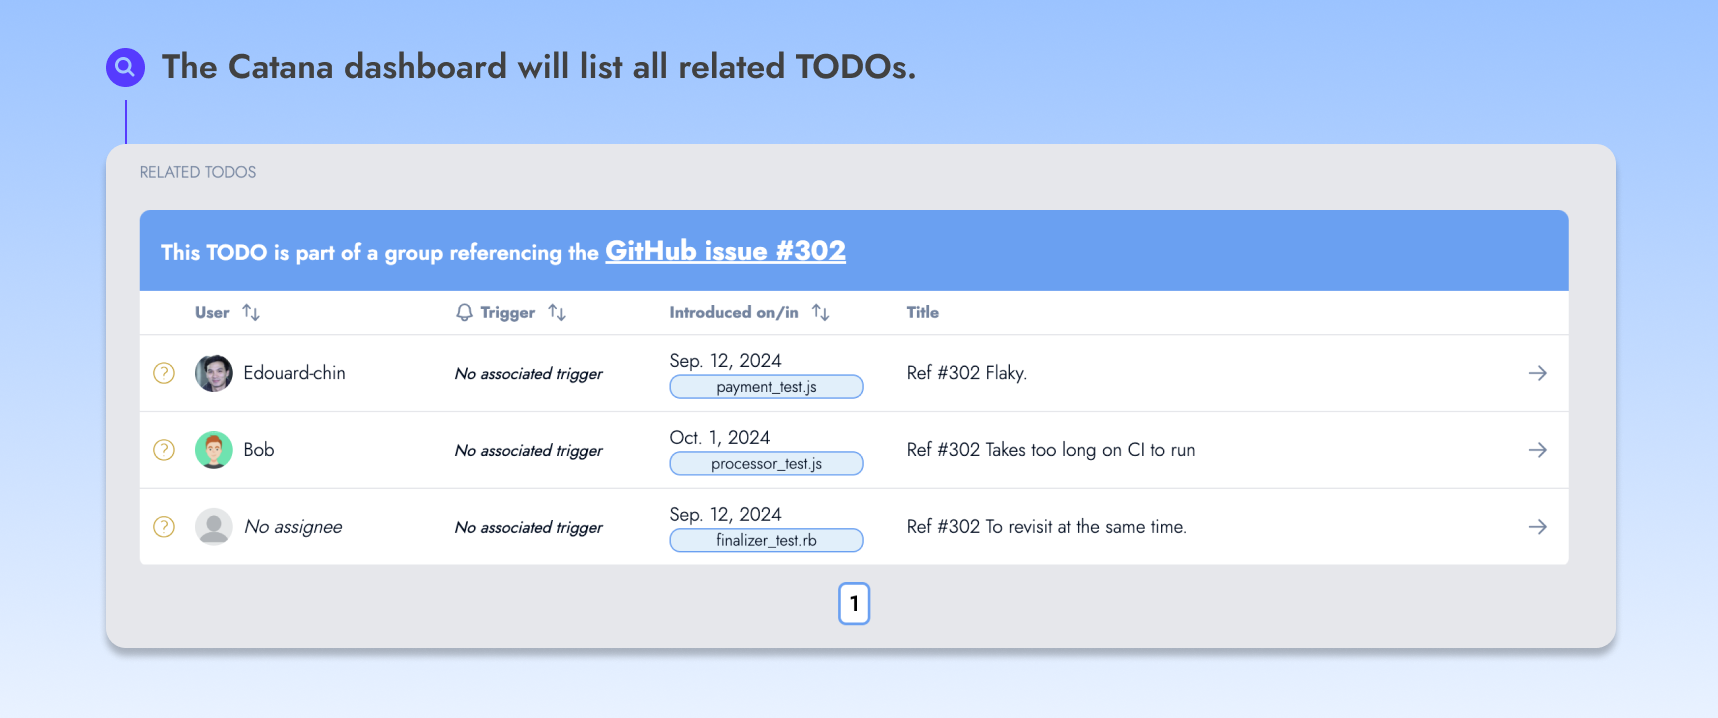 The Catana dashboard will list all related TODOs.
RELATED TODOS
This TODO is part of a group referencing the GitHub issue #302
User Trigger Introduced on/in Title
? Edouard-chin No associated trigger Sep. 12, 2024 Ref #302 Flaky.
payment_test.js
? Bob No associated trigger Oct. 1, 2024 Ref #302 Takes too long on CI to run
processor_test.js
? No assignee No associated trigger Sep. 12, 2024 Ref #302 To revisit at the same time.
finalizer_test.rb
1